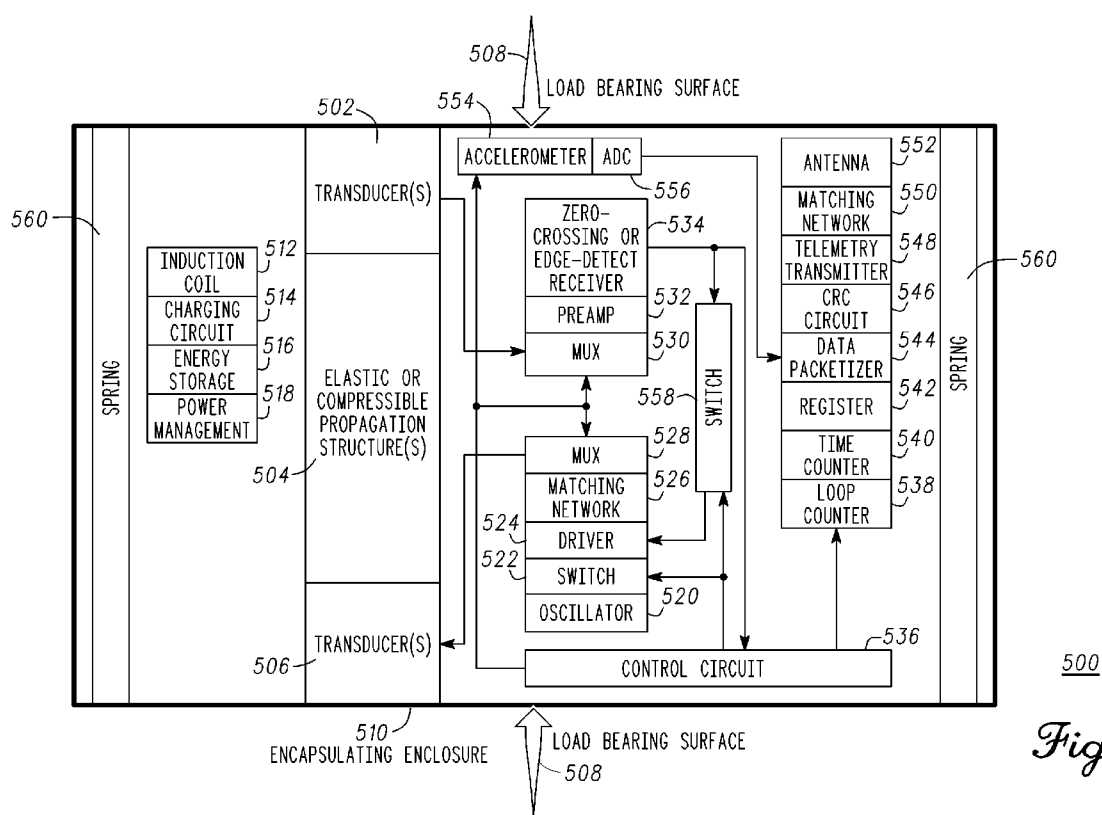 508
LOAD BEARING SURFACE
502
554
ACCELEROMETER
ADC
556
552
ANTENNA
550
MATCHING
NETWORK
548
TELEMETRY
TRANSMITTER
546
CRC
CIRCUIT
544
DATA
PACKETIZER
542
REGISTER
540
TIME
COUNTER
538
LOOP
COUNTER
TRANSDUCER(S)
560
SPRING
512
INDUCTION
COIL
514
CHARGING
CIRCUIT
516
ENERGY
STORAGE
518
POWER
MANAGEMENT
ELASTIC OR
COMPRESSIBLE
PROPAGATION
STRUCTURE(S)
504
ZERO-
CROSSING OR
EDGE-DETECT
RECEIVER
534
PREAMP
532
MUX
530
558
SWITCH
MUX
528
MATCHING
NETWORK
526
524
DRIVER
522
SWITCH
OSCILLATOR
520
560
SPRING
TRANSDUCER(S)
506
CONTROL CIRCUIT
536
510
ENCAPSULATING ENCLOSURE
LOAD BEARING SURFACE
508
500
Fig